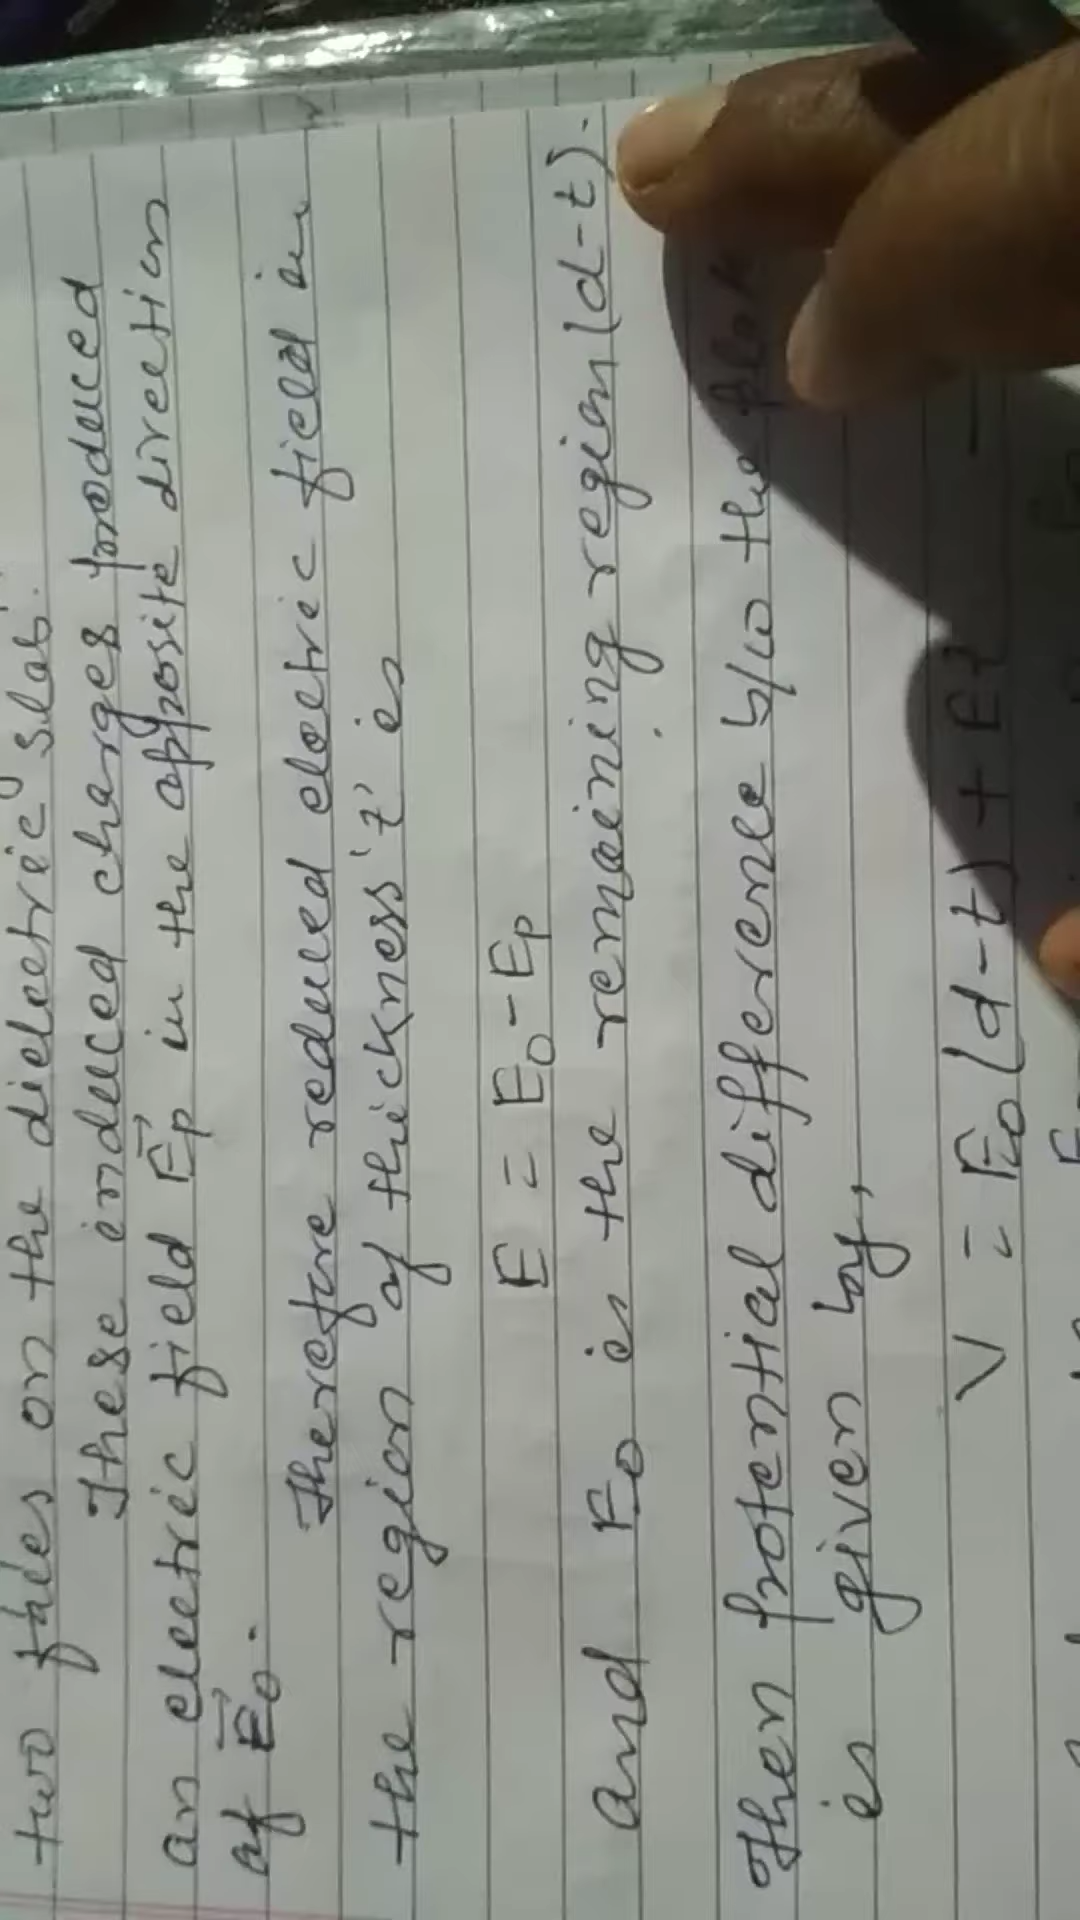 two faces on the dielectric slab.
These induced charges produced
an electric field E⃗p in the opposite direction
of E⃗o.
Therefore reduced electric field in
the region of thickness 't' is
E = Eo - Ep
and Eo is the remaining region (d-t).
Then protential difference b/w the
is given by,
V = Eo (d-t) + Et